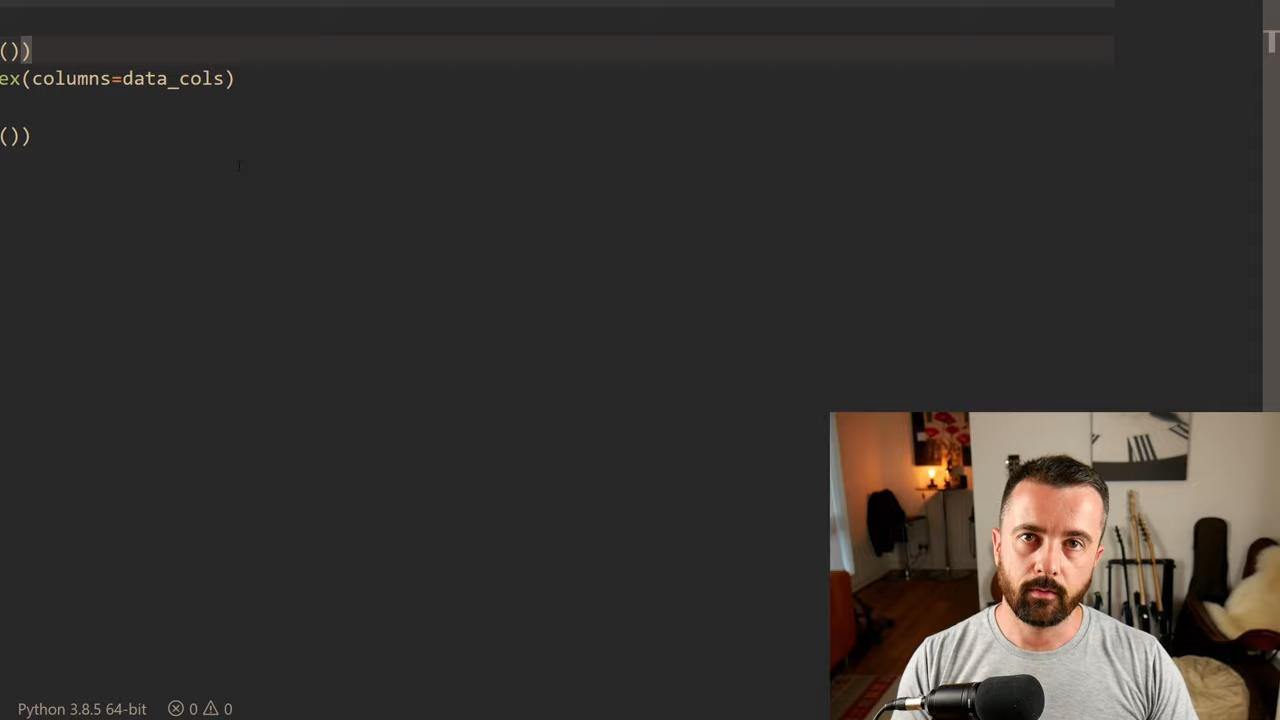 ())
ex(columns=data_cols)
())
Python 3.8.5 64-bit 0 0